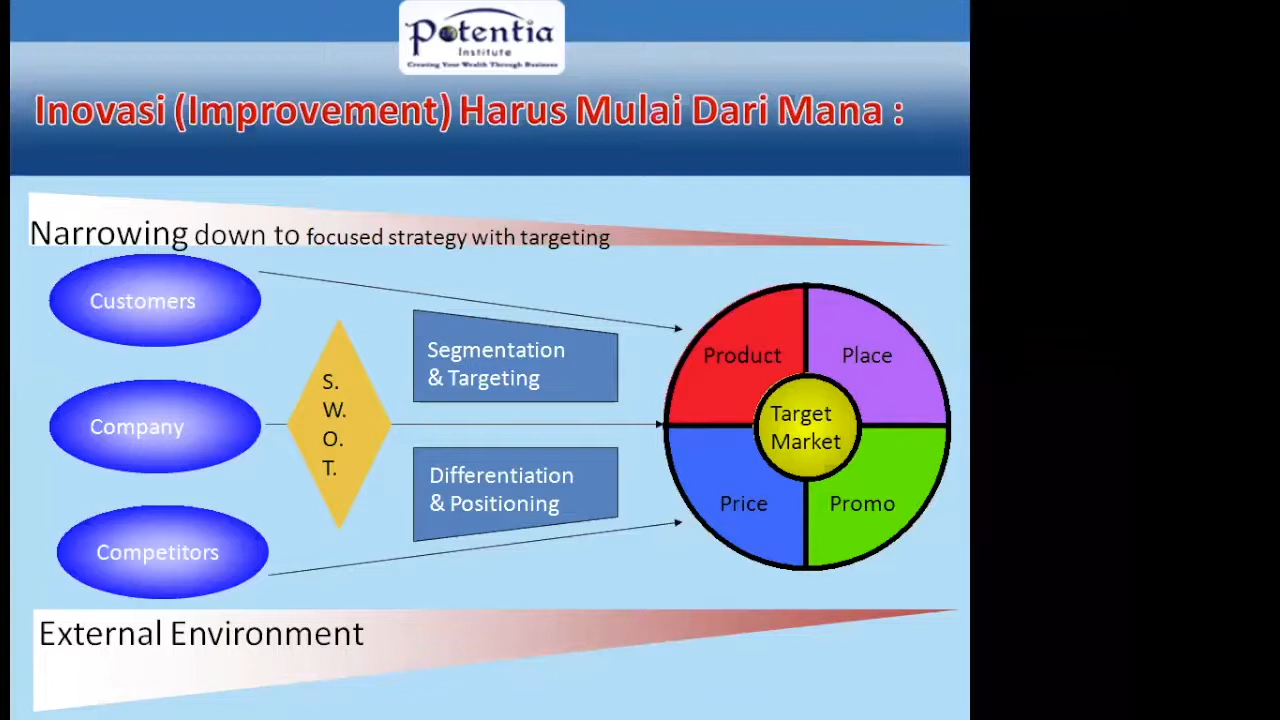 Potentia
Institute
Creating Your Wealth Through Business
Inovasi (Improvement) Harus Mulai Dari Mana :
Narrowing down to focused strategy with targeting
Customers
Company
Competitors
S.
W.
O.
T.
Segmentation
& Targeting
Differentiation
& Positioning
Product
Place
Target
Market
Price
Promo
External Environment